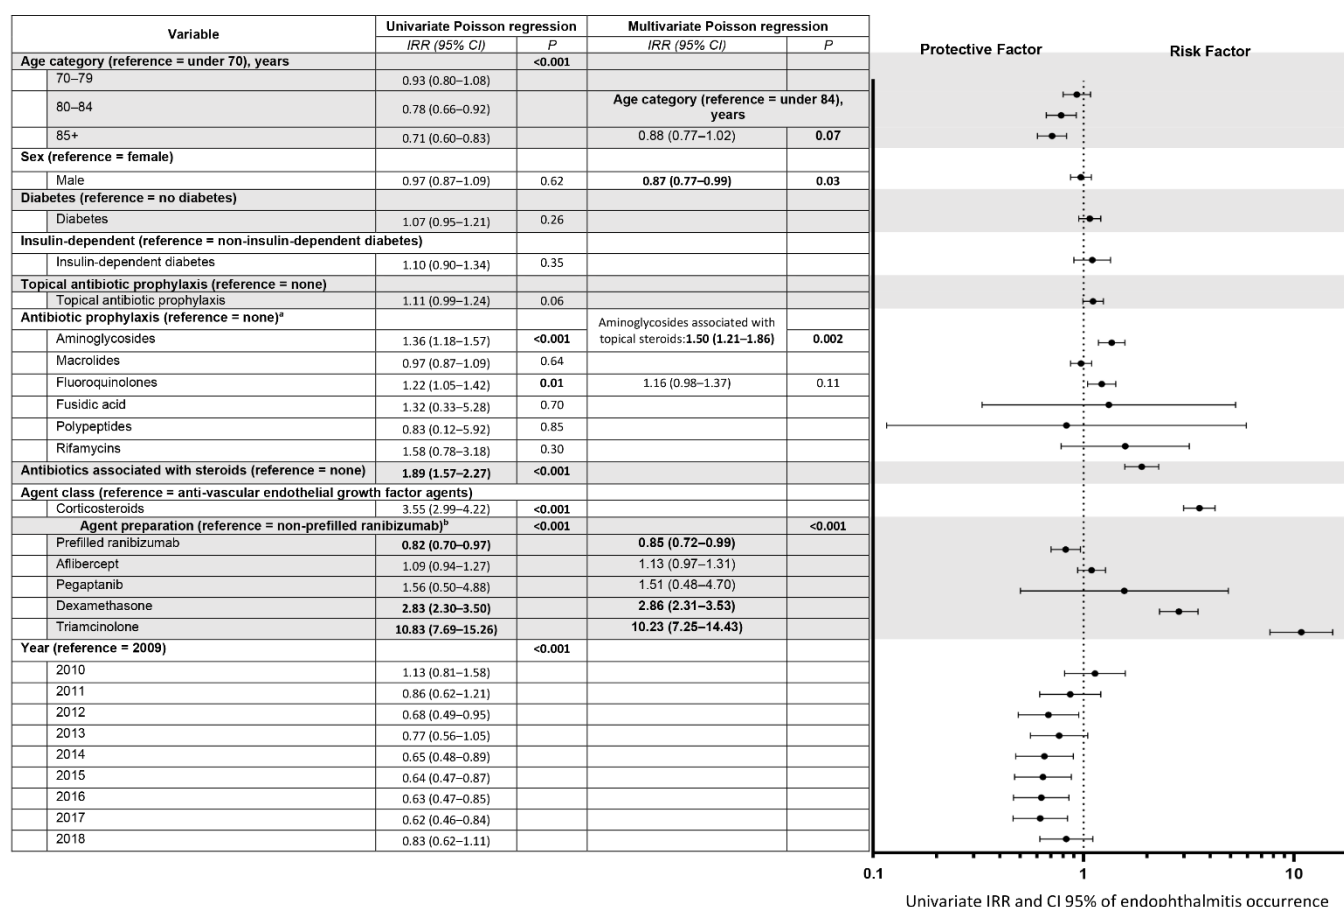 Variable Univariate Poisson regression Multivariate Poisson regression
IRR (95% CI) P IRR (95% CI) P
Protective Factor Risk Factor
Age category (reference = under 70), years <0.001
70–79 0.93 (0.80–1.08)
80–84 0.78 (0.66–0.92) Age category (reference = under 84), years
85+ 0.71 (0.60–0.83) 0.88 (0.77–1.02) 0.07
Sex (reference = female)
Male 0.97 (0.87–1.09) 0.62 0.87 (0.77–0.99) 0.03
Diabetes (reference = no diabetes)
Diabetes 1.07 (0.95–1.21) 0.26
Insulin-dependent (reference = non-insulin-dependent diabetes)
Insulin-dependent diabetes 1.10 (0.90–1.34) 0.35
Topical antibiotic prophylaxis (reference = none)
Topical antibiotic prophylaxis 1.11 (0.99–1.24) 0.06
Antibiotic prophylaxis (reference = none)a
Aminoglycosides 1.36 (1.18–1.57) <0.001 Aminoglycosides associated with topical steroids:1.50 (1.21–1.86) 0.002
Macrolides 0.97 (0.87–1.09) 0.64
Fluoroquinolones 1.22 (1.05–1.42) 0.01 1.16 (0.98–1.37) 0.11
Fusidic acid 1.32 (0.33–5.28) 0.70
Polypeptides 0.83 (0.12–5.92) 0.85
Rifamycins 1.58 (0.78–3.18) 0.30
Antibiotics associated with steroids (reference = none) 1.89 (1.57–2.27) <0.001
Agent class (reference = anti-vascular endothelial growth factor agents)
Corticosteroids 3.55 (2.99–4.22) <0.001
Agent preparation (reference = non-prefilled ranibizumab)b <0.001 <0.001
Prefilled ranibizumab 0.82 (0.70–0.97) 0.85 (0.72–0.99)
Aflibercept 1.09 (0.94–1.27) 1.13 (0.97–1.31)
Pegaptanib 1.56 (0.50–4.88) 1.51 (0.48–4.70)
Dexamethasone 2.83 (2.30–3.50) 2.86 (2.31–3.53)
Triamcinolone 10.83 (7.69–15.26) 10.23 (7.25–14.43)
Year (reference = 2009) <0.001
2010 1.13 (0.81–1.58)
2011 0.86 (0.62–1.21)
2012 0.68 (0.49–0.95)
2013 0.77 (0.56–1.05)
2014 0.65 (0.48–0.89)
2015 0.64 (0.47–0.87)
2016 0.63 (0.47–0.85)
2017 0.62 (0.46–0.84)
2018 0.83 (0.62–1.11)
0.1 1 10
Univariate IRR and CI 95% of endophthalmitis occurrence